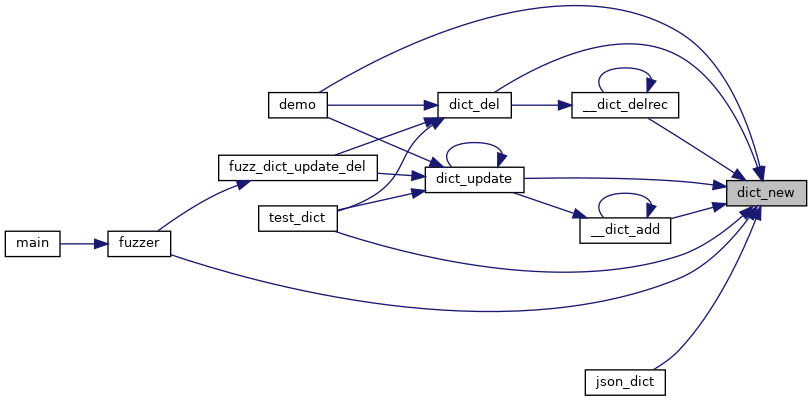 demo
dict_del
__dict_delrec
fuzz_dict_update_del
dict_update
dict_new
test_dict
__dict_add
main
fuzzer
json_dict